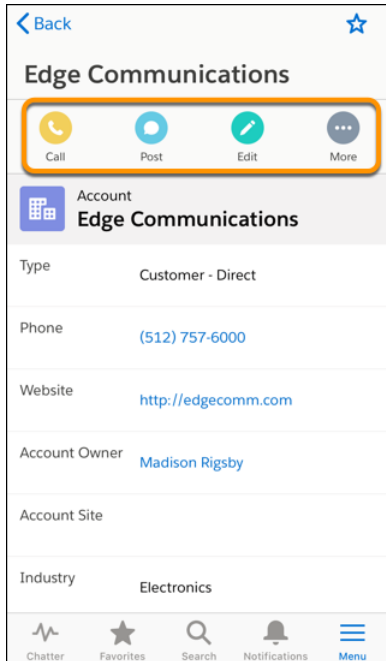 Back
Edge Communications
Call Post Edit More
Account
Edge Communications
Type Customer - Direct
Phone (512) 757-6000
Website http://edgecomm.com
Account Owner Madison Rigsby
Account Site
Industry Electronics
Chatter Favorites Search Notifications Menu